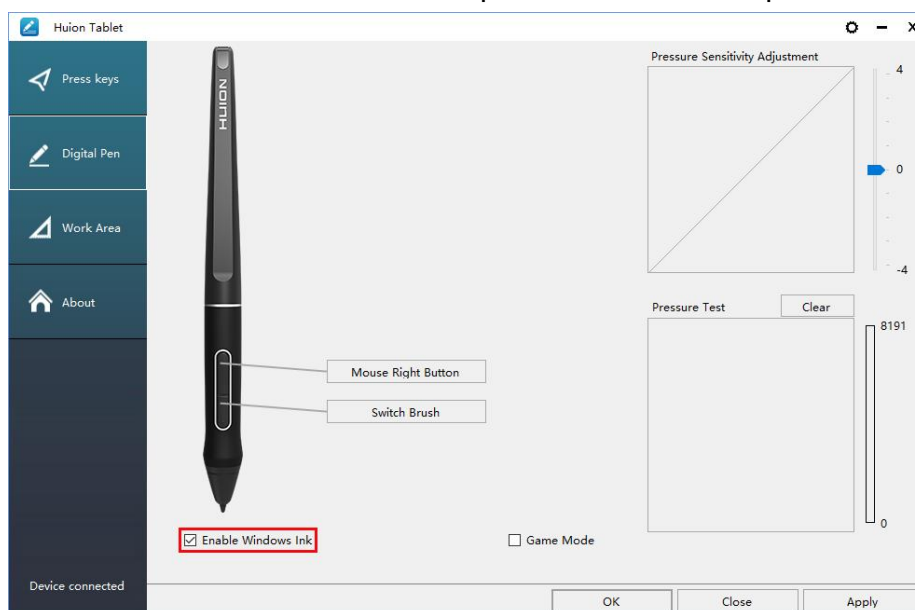 Huion Tablet
Press keys
Digital Pen
Work Area
About
Device connected
HUION
Mouse Right Button
Switch Brush
Enable Windows Ink
Game Mode
Pressure Sensitivity Adjustment
4
0
-4
Pressure Test
Clear
8191
0
OK
Close
Apply